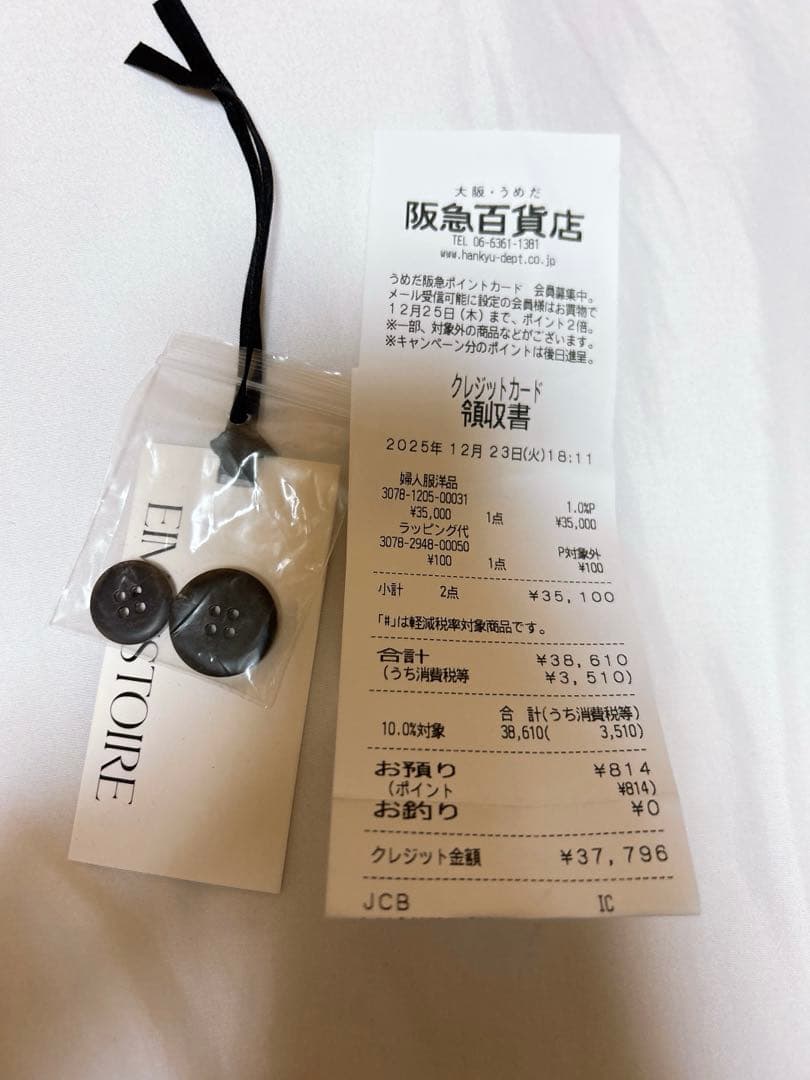 大阪・うめだ
阪急百貨店
TEL 06-6361-1381
www.hankyu-dept.co.jp
うめだ阪急ポイントカード 会員募集中。
メール受信可能に設定の会員様はお買物で
12月25日(木)まで、ポイント2倍。
※一部、対象外の商品などがございます。
※キャンペーン分のポイントは後日進呈。
クレジットカード
領収書
2025年12月23日(火)18:11
婦人服洋品
3078-1205-00031 1.0%P
¥35,000 1点 ¥35,000
ラッピング代
3078-2948-00050 P対象外
¥100 1点 ¥100
小計 2点 ¥35,100
「#」は軽減税率対象商品です。
合計 ¥38,610
(うち消費税等 ¥3,510)
合 計(うち消費税等)
10.0%対象 38,610( 3,510)
お預り ¥814
(ポイント ¥814)
お釣り ¥0
クレジット金額 ¥37,796
JCB IC
STOIRE